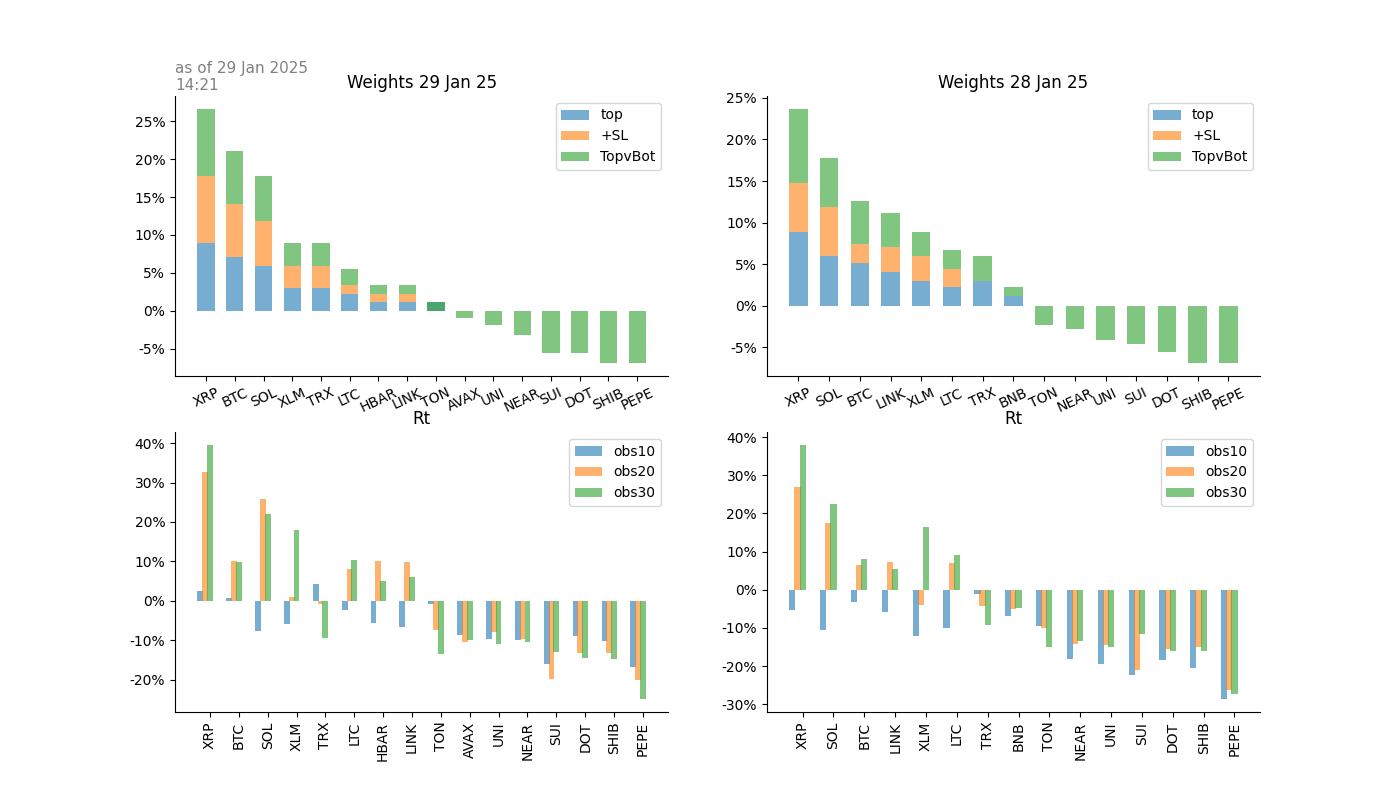 as of 29 Jan 2025
14:21
Weights 29 Jan 25
25%
20%
15%
10%
5%
0%
-5%
top
+SL
TopvBot
XRP BTC SOL XLM TRX LTC HBAR LINK TON AVAX UNI NEAR SUI DOT SHIB PEPE
Weights 28 Jan 25
25%
20%
15%
10%
5%
0%
-5%
top
+SL
TopvBot
XRP SOL BTC LINK XLM LTC TRX BNB TON NEAR UNI SUI DOT SHIB PEPE
Rt
40%
30%
20%
10%
0%
-10%
-20%
obs10
obs20
obs30
XRP BTC SOL XLM TRX LTC HBAR LINK TON AVAX UNI NEAR SUI DOT SHIB PEPE
Rt
40%
30%
20%
10%
0%
-10%
-20%
-30%
obs10
obs20
obs30
XRP SOL BTC LINK XLM LTC TRX BNB TON NEAR UNI SUI DOT SHIB PEPE